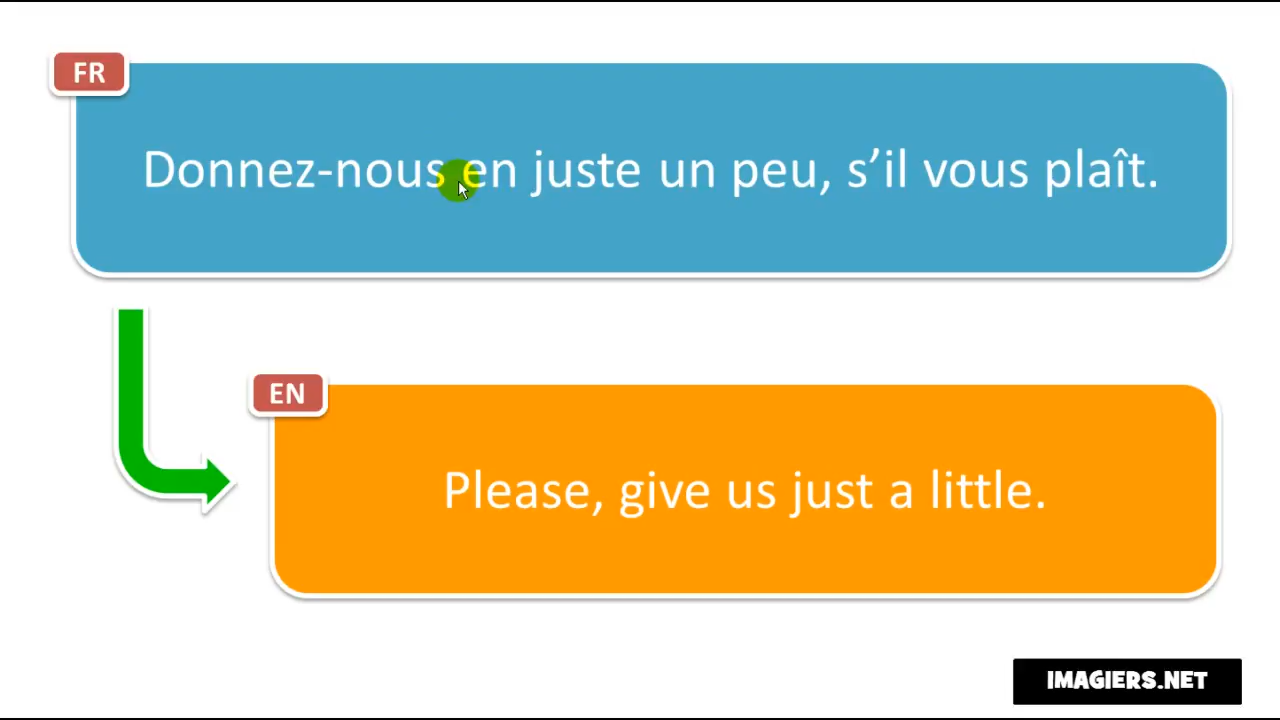 FR
Donnez-nous en juste un peu, s’il vous plaît.
EN
Please, give us just a little.
IMAGIERS.NET